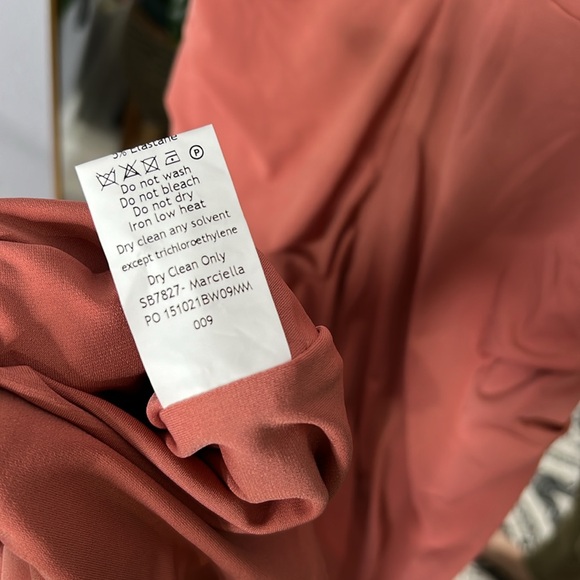 5% Elastane
P
Do not wash
Do not bleach
Do not dry
Iron low heat
Dry clean any solvent
except trichloroethylene
Dry Clean Only
SB7827- Marciella
PO 151021BW09MM
009